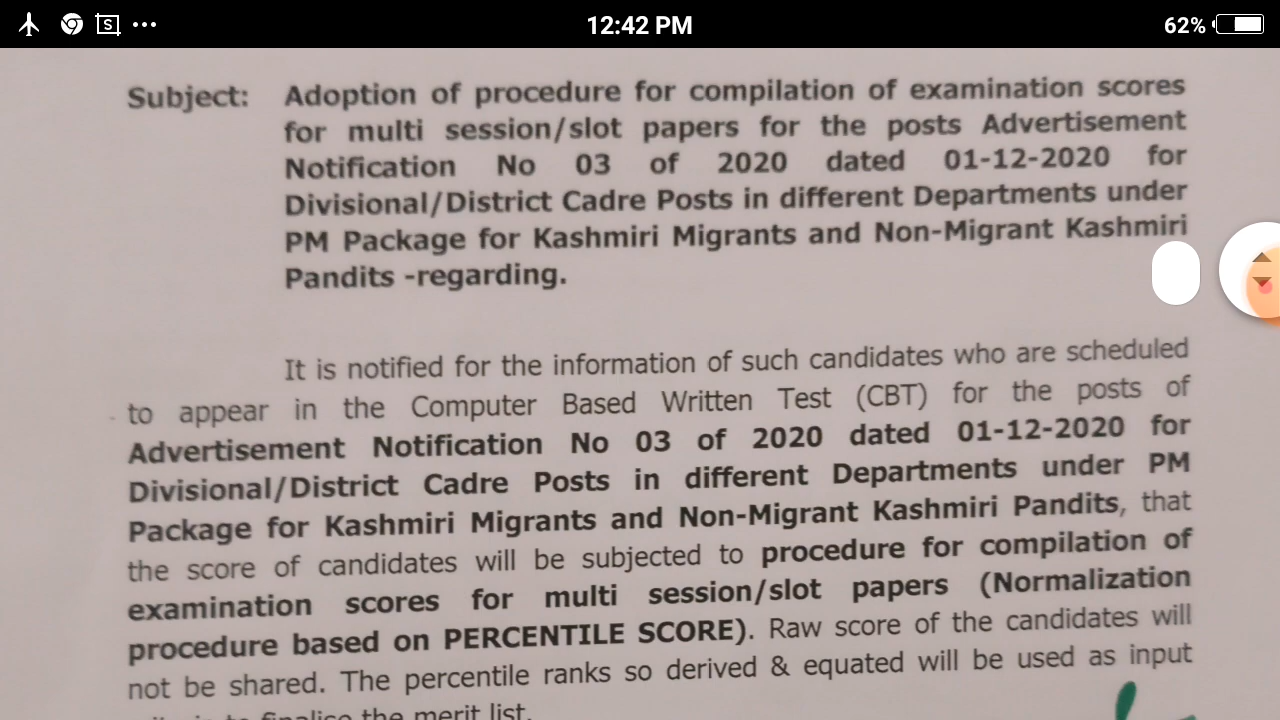 12:42 PM
62%
Subject: Adoption of procedure for compilation of examination scores
for multi session/slot papers for the posts Advertisement
Notification No 03 of 2020 dated 01-12-2020 for
Divisional/District Cadre Posts in different Departments under
PM Package for Kashmiri Migrants and Non-Migrant Kashmiri
Pandits -regarding.
It is notified for the information of such candidates who are scheduled
to appear in the Computer Based Written Test (CBT) for the posts of
Advertisement Notification No 03 of 2020 dated 01-12-2020 for
Divisional/District Cadre Posts in different Departments under PM
Package for Kashmiri Migrants and Non-Migrant Kashmiri Pandits, that
the score of candidates will be subjected to procedure for compilation of
examination scores for multi session/slot papers (Normalization
procedure based on PERCENTILE SCORE). Raw score of the candidates will
not be shared. The percentile ranks so derived & equated will be used as input
to finalise the merit list.